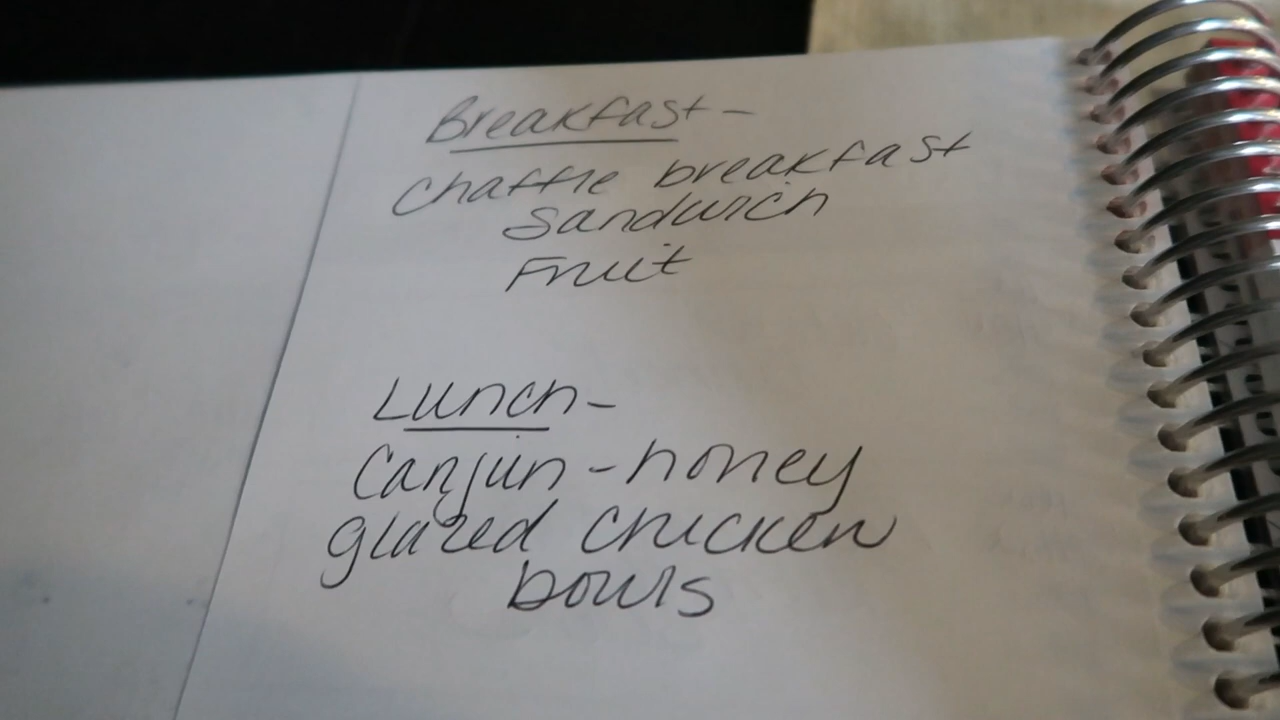 Breakfast -
Chaffle breakfast
Sandwich
Fruit
Lunch -
Canjun - honey
glazed chicken
bowls